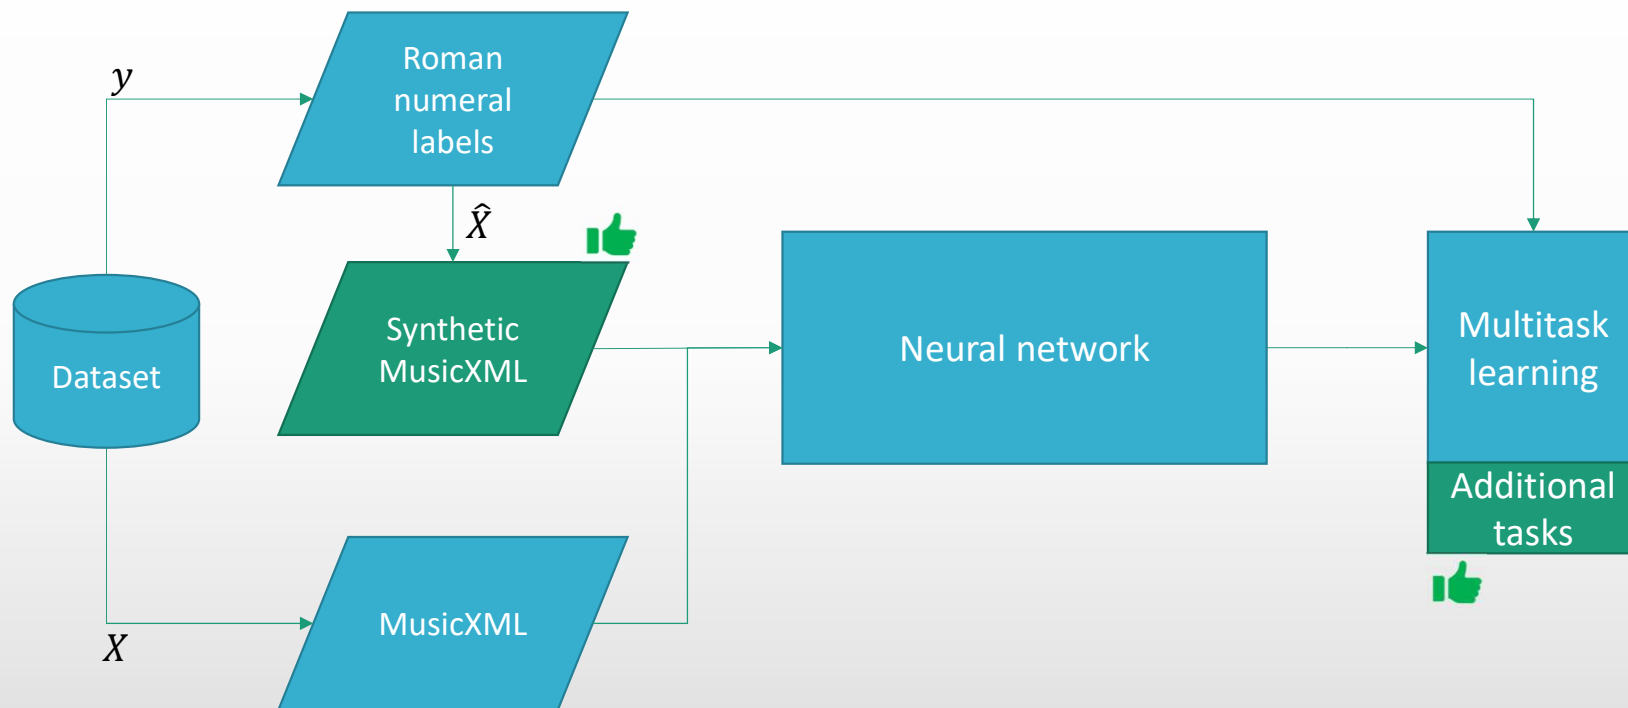 y
Roman
numeral
labels
X̂
Synthetic
MusicXML
Dataset
Neural network
Multitask
learning
Additional
tasks
X
MusicXML